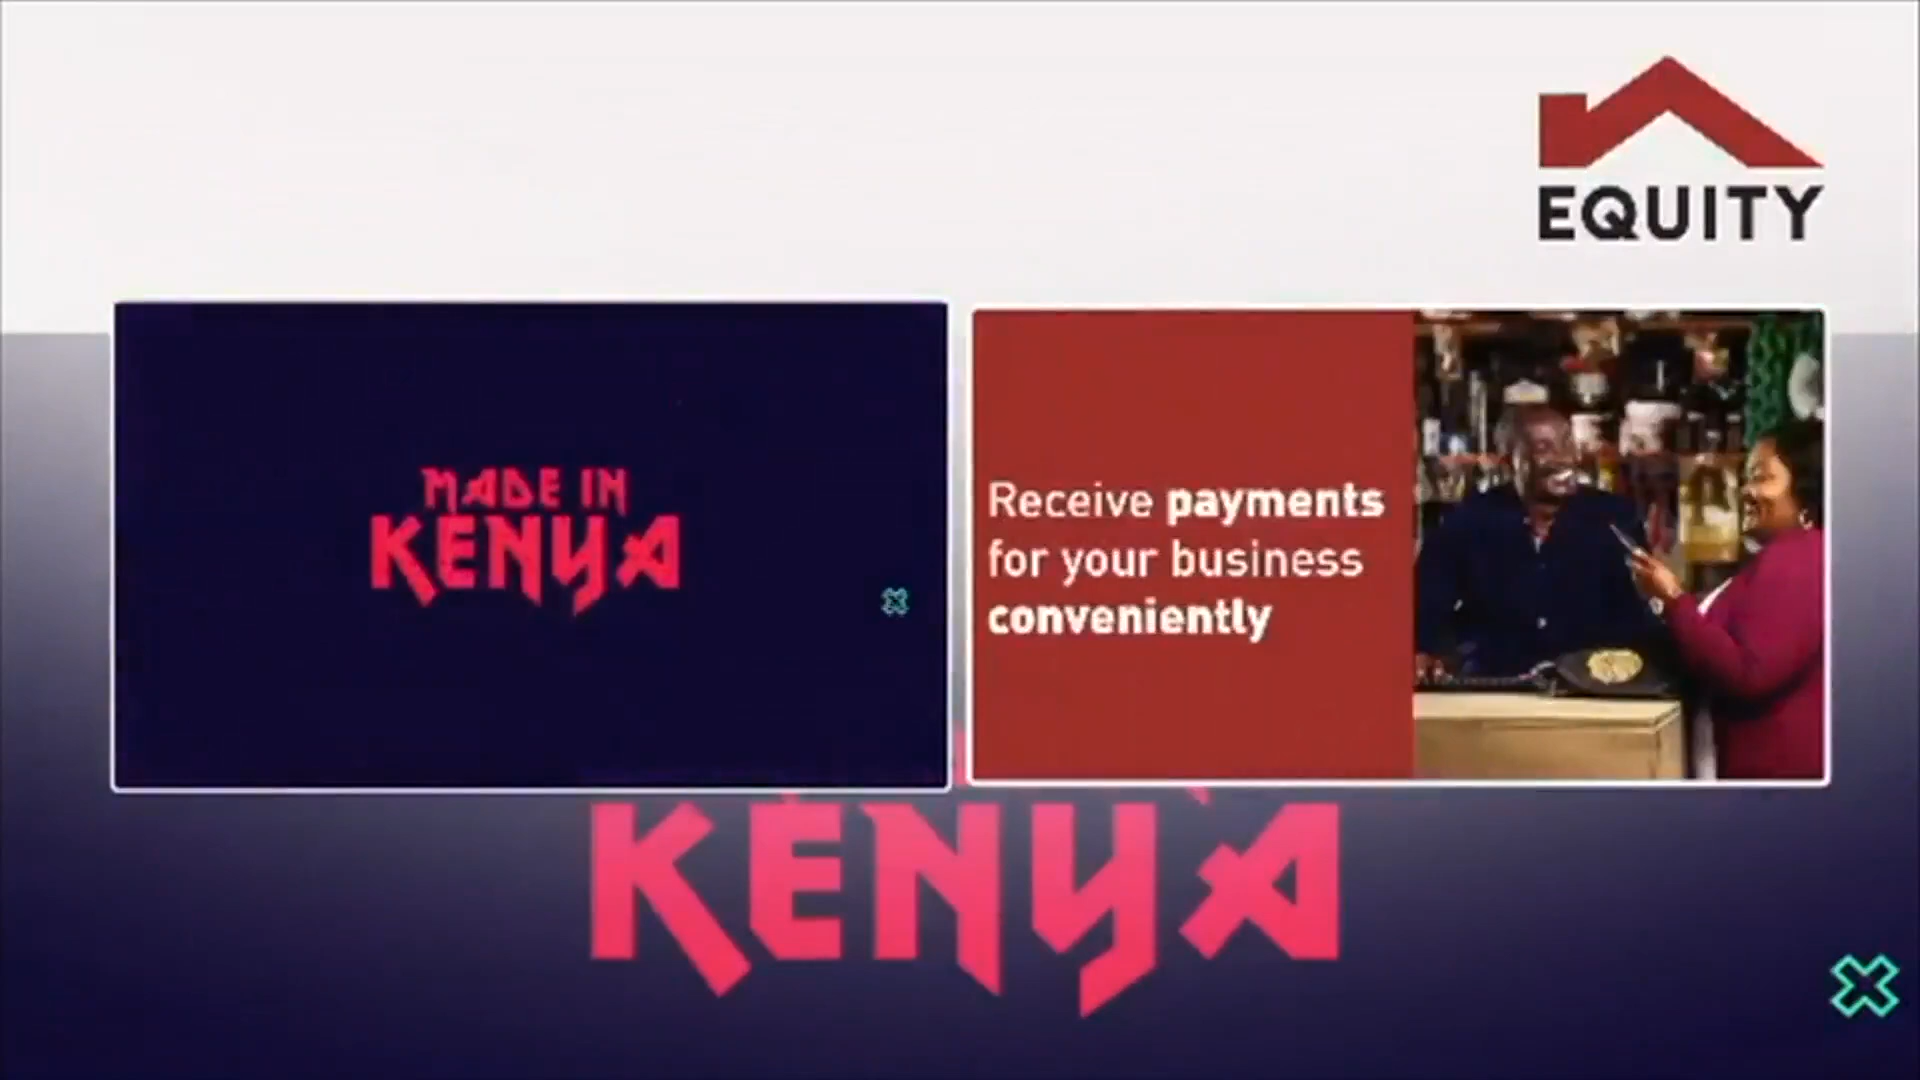 EQUITY
MADE IN
KENYA
Receive payments
for your business
conveniently
KENYA